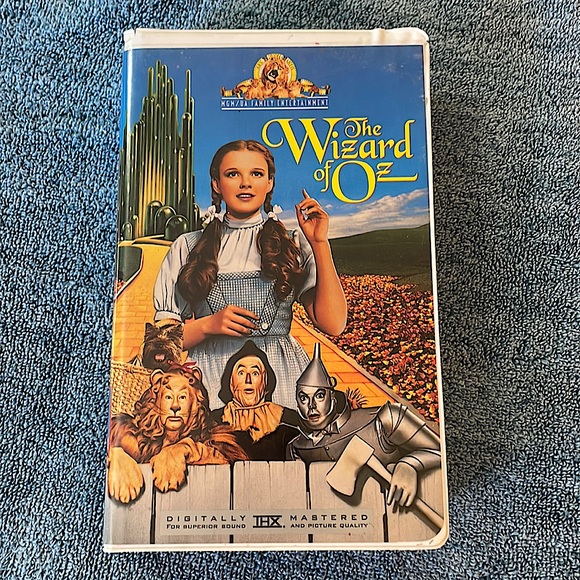 MGM/UA FAMILY ENTERTAINMENT
The
Wizard
of Oz
DIGITALLY THX MASTERED
FOR SUPERIOR SOUND AND PICTURE QUALITY